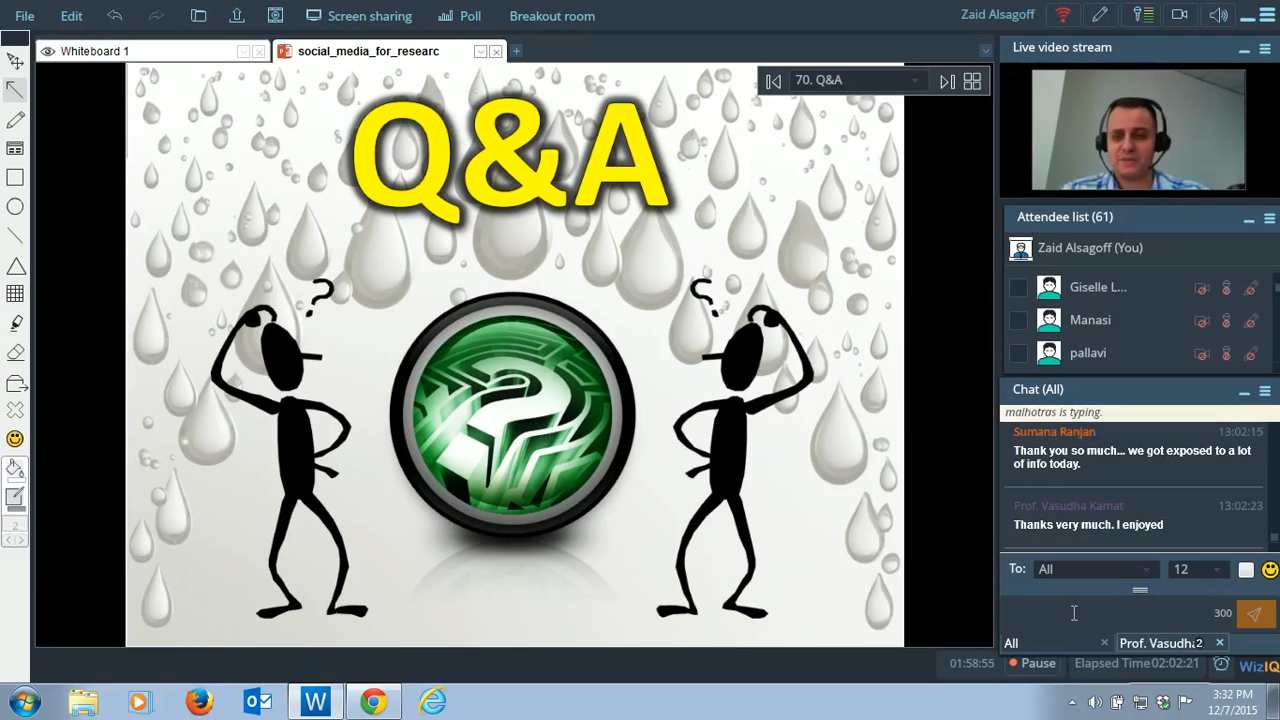 File Edit Screen sharing Poll Breakout room Zaid Alsagoff
Whiteboard 1 social_media_for_researc
70. Q&A
Q&A
? ?
Live video stream
Attendee list (61)
Zaid Alsagoff (You)
Giselle L...
Manasi
pallavi
Chat (All)
malhotras is typing.
Sumana Ranjan 13:02:15
Thank you so much... we got exposed to a lot
of info today.
Prof. Vasudha Kamat 13:02:23
Thanks very much. I enjoyed
To: All 12
300
All Prof. Vasudha 2
2
01:58:55 Pause Elapsed Time 02:02:21 WizIQ
3:32 PM
12/7/2015